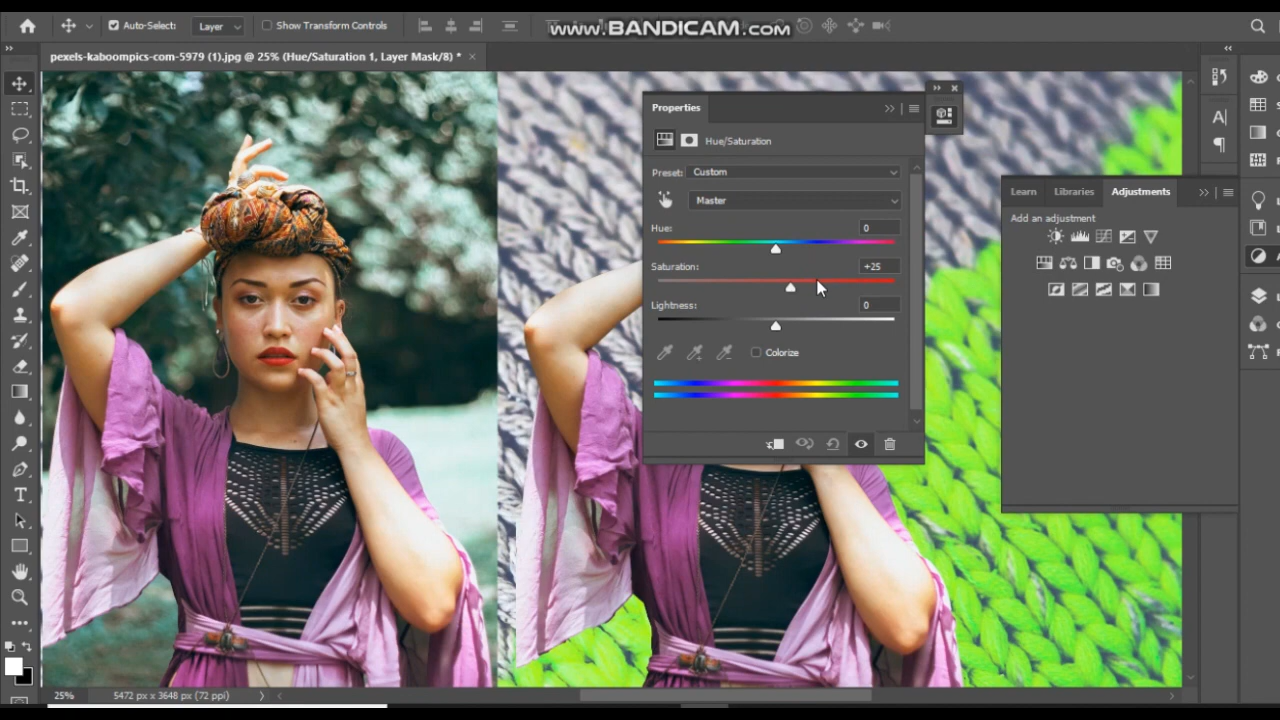 Auto-Select:
Layer
Show Transform Controls
www.BANDICAM.com
pexels-kaboompics-com-5979 (1).jpg @ 25% (Hue/Saturation 1, Layer Mask/8) *
Properties
Hue/Saturation
Preset:
Custom
Master
Hue:
0
Saturation:
+25
Lightness:
0
Colorize
Learn
Libraries
Adjustments
Add an adjustment
25%
5472 px x 3648 px (72 ppi)